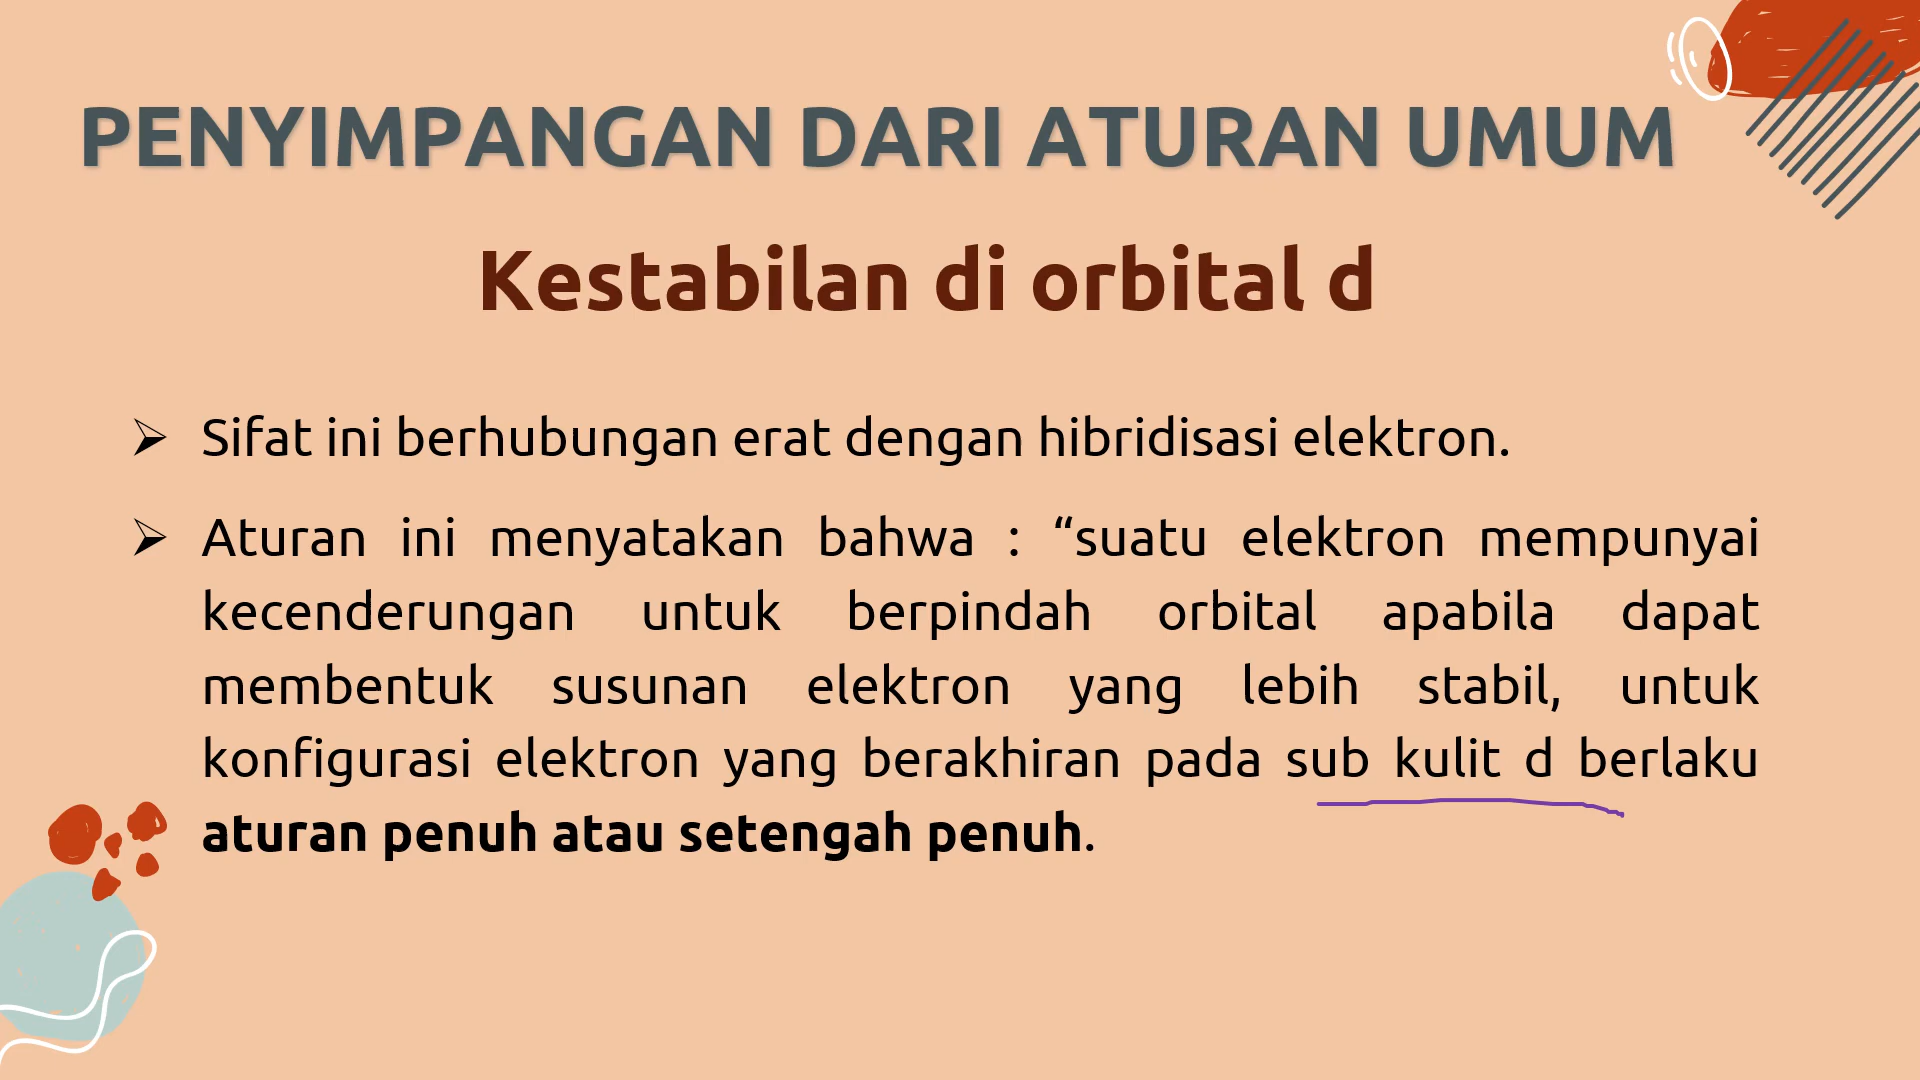 PENYIMPANGAN DARI ATURAN UMUM
Kestabilan di orbital d
➢ Sifat ini berhubungan erat dengan hibridisasi elektron.
➢ Aturan ini menyatakan bahwa : “suatu elektron mempunyai
kecenderungan untuk berpindah orbital apabila dapat
membentuk susunan elektron yang lebih stabil, untuk
konfigurasi elektron yang berakhiran pada sub kulit d berlaku
aturan penuh atau setengah penuh.